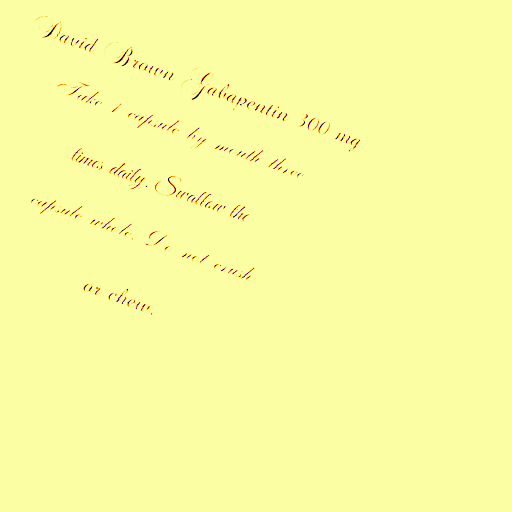 David Brown Gabapentin 300 mg
Take 1 capsule by mouth three
times daily. Swallow the
capsule whole. Do not crush
or chew.